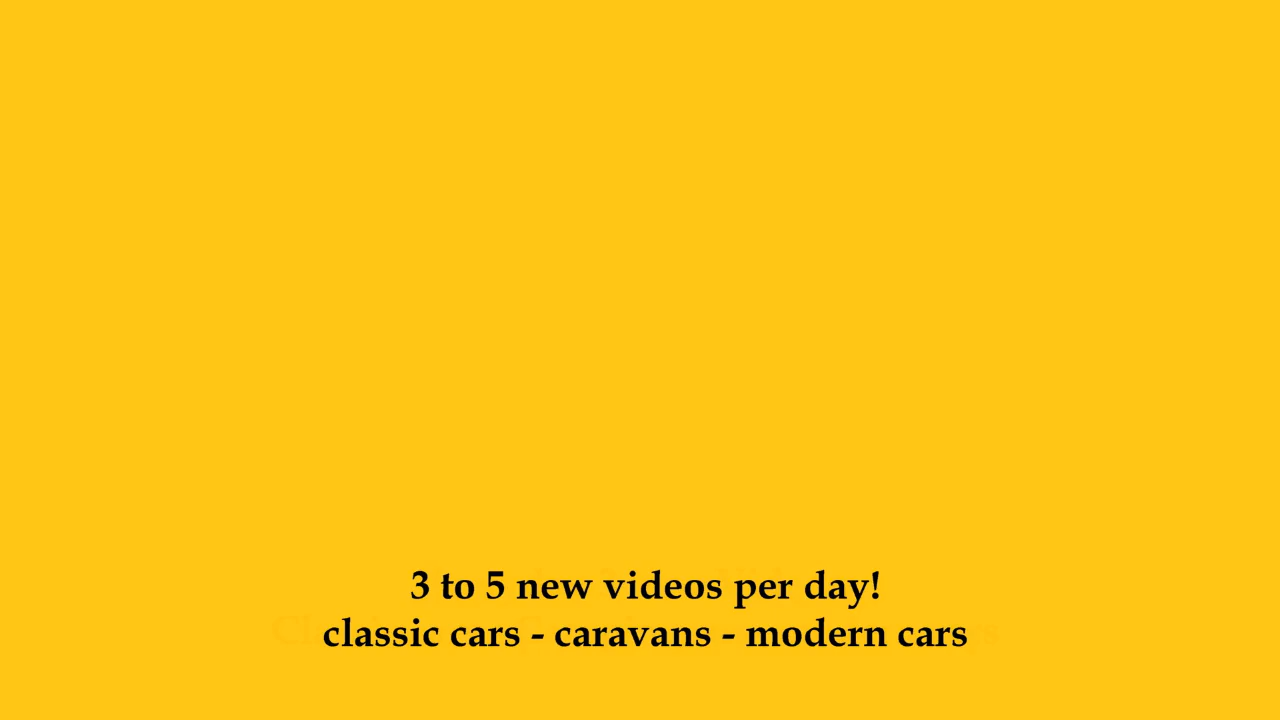 3 to 5 new videos per day!
classic cars - caravans - modern cars